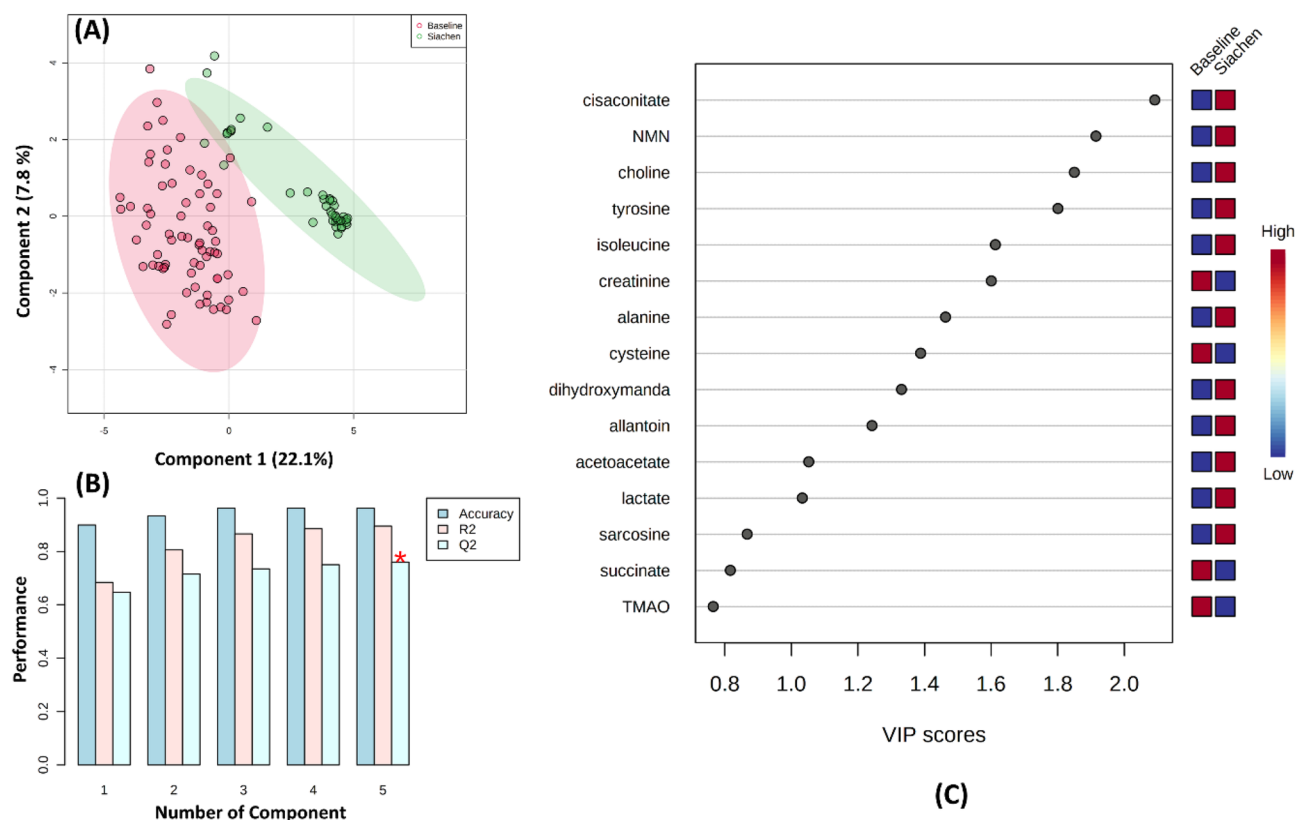 (A)
Baseline
Siachen
4
2
0
-2
-4
Component 2 (7.8 %)
-5
0
5
Component 1 (22.1%)
(B)
1.0
0.8
0.6
0.4
0.2
0.0
Performance
Accuracy
R2
Q2
*
1
2
3
4
5
Number of Component
Baseline
Siachen
cisaconitate
NMN
choline
tyrosine
isoleucine
creatinine
alanine
cysteine
dihydroxymanda
allantoin
acetoacetate
lactate
sarcosine
succinate
TMAO
High
Low
0.8
1.0
1.2
1.4
1.6
1.8
2.0
VIP scores
(C)